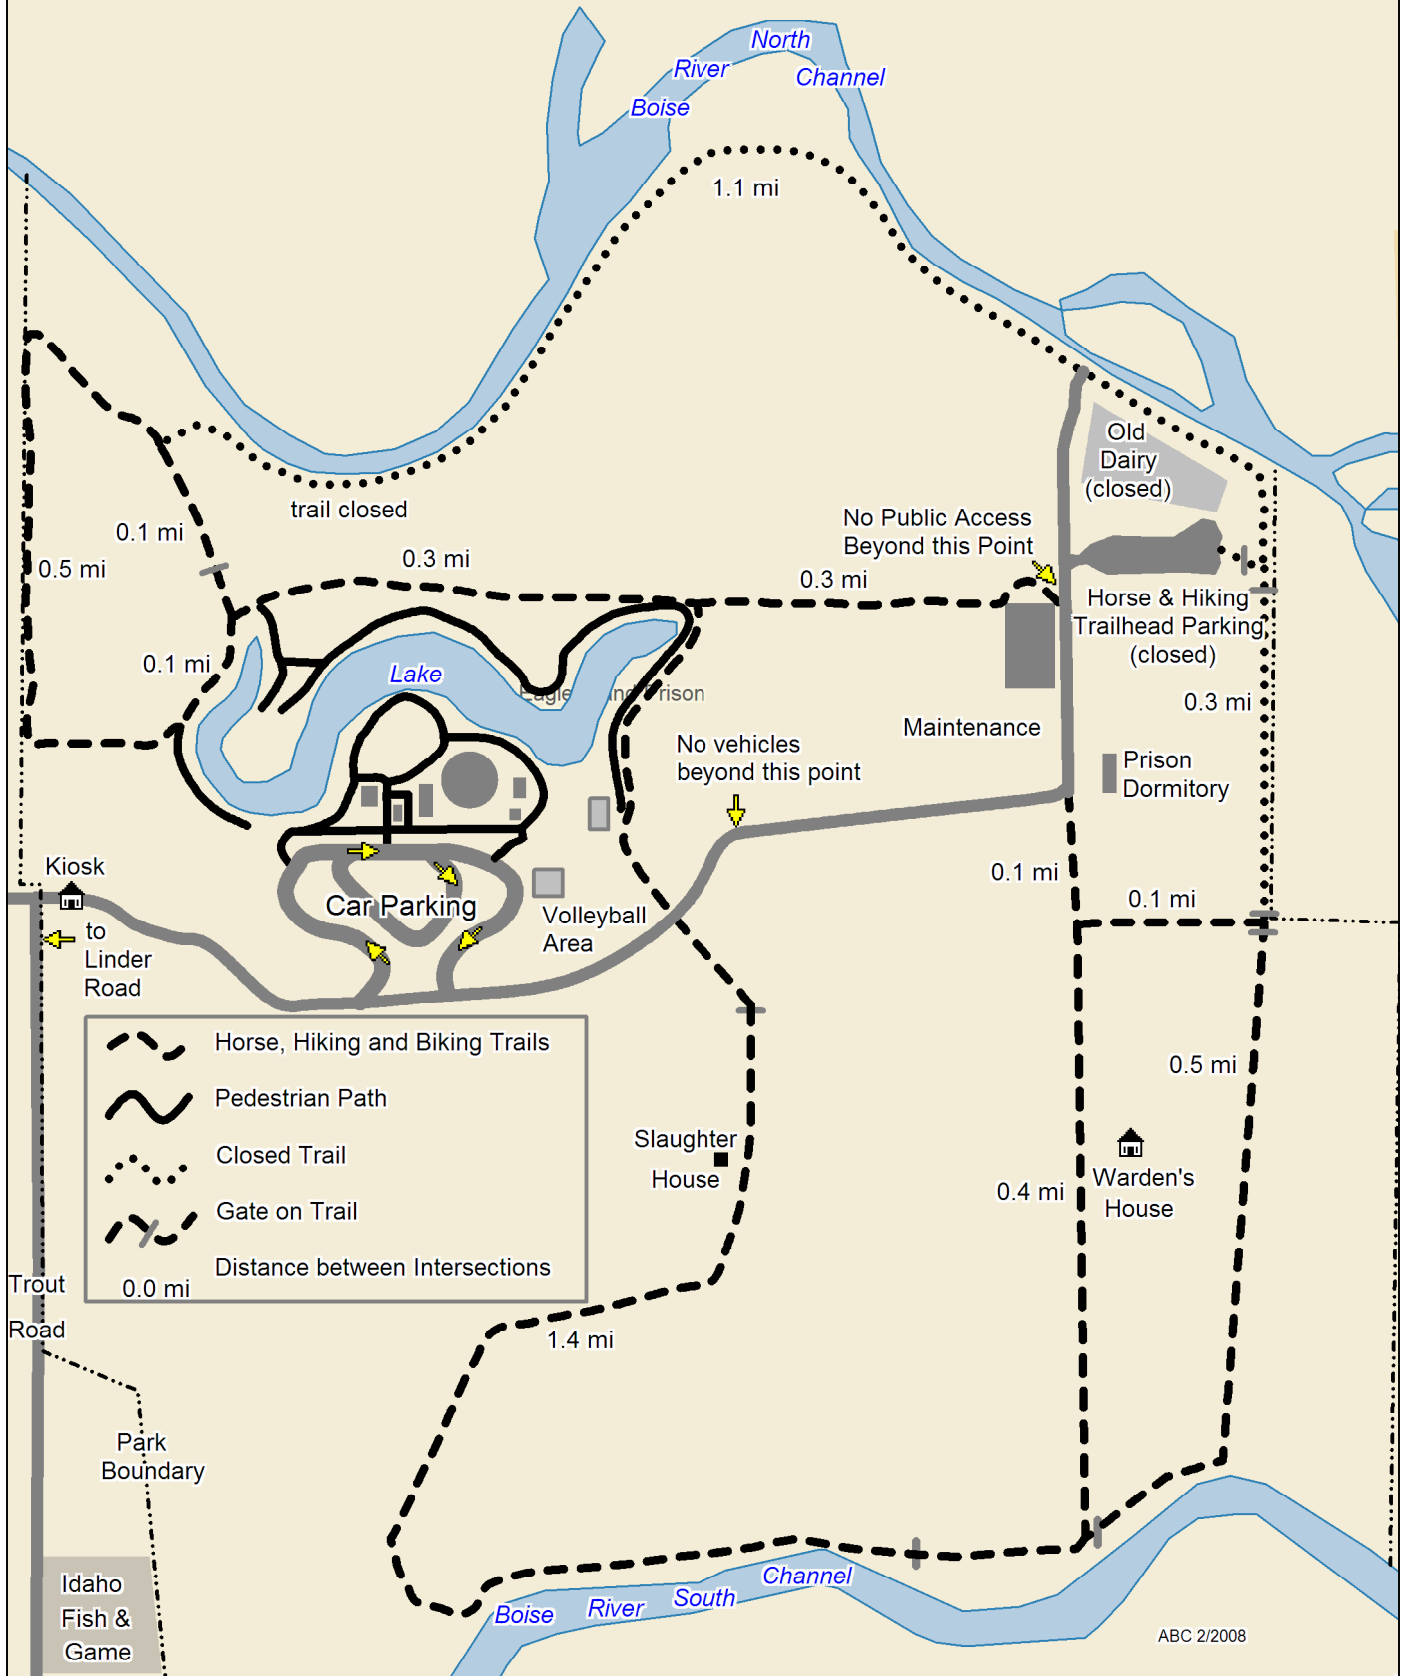 North
River
Channel
Boise
1.1 mi
Old
Dairy
(closed)
trail closed
No Public Access
Beyond this Point
0.1 mi
0.3 mi
0.5 mi
0.3 mi
Horse & Hiking
Trailhead Parking
(closed)
0.1 mi
Lake
0.3 mi
Maintenance
No vehicles
beyond this point
Prison
Dormitory
Kiosk
0.1 mi
0.1 mi
Car Parking
Volleyball
Area
to
Linder
Road
Horse, Hiking and Biking Trails
Pedestrian Path
Closed Trail
Gate on Trail
Distance between Intersections
0.0 mi
0.5 mi
Slaughter
House
Warden's
House
0.4 mi
Trout
Road
1.4 mi
Park
Boundary
Idaho
Fish &
Game
Channel
South
River
Boise
ABC 2/2008